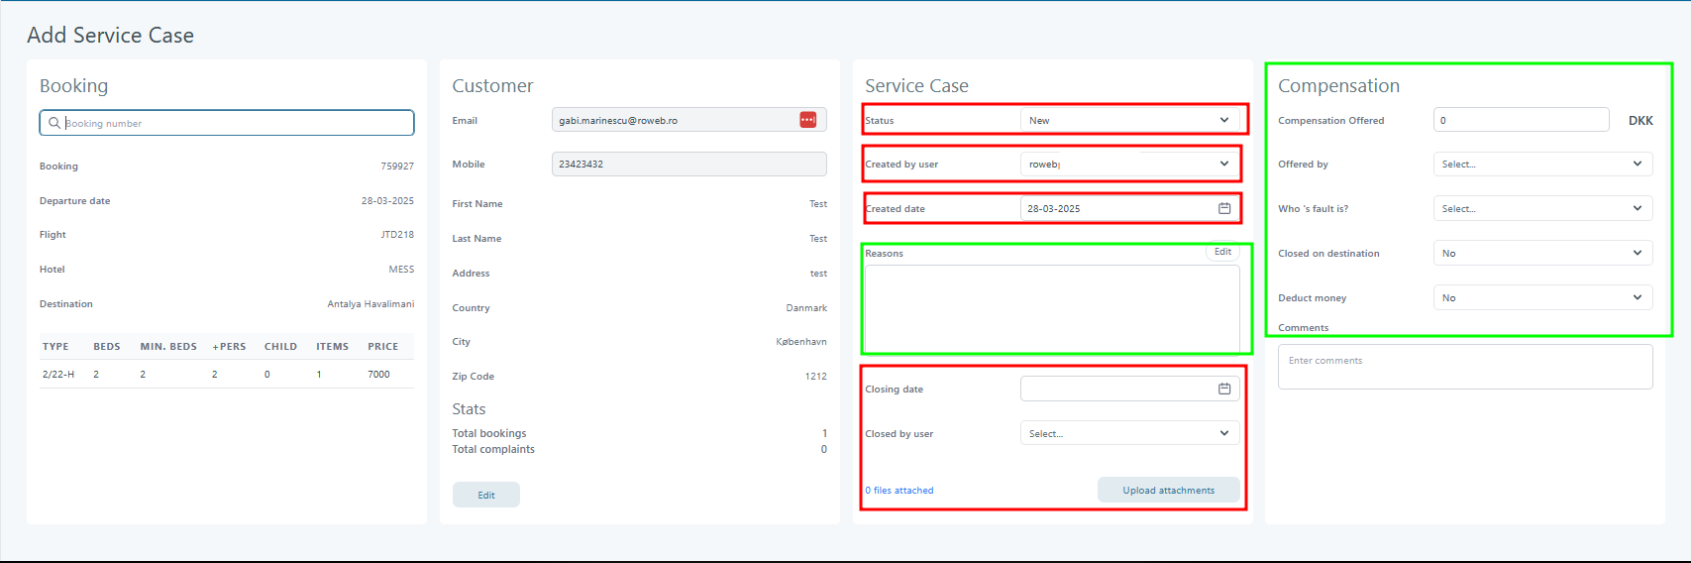 Add Service Case
Booking
Booking number
Booking 759927
Departure date 28-03-2025
Flight JTD218
Hotel MESS
Destination Antalya Havalimani
TYPE BEDS MIN. BEDS +PERS CHILD ITEMS PRICE
2/22-H 2 2 2 0 1 7000
Customer
Email gabi.marinescu@roweb.ro
Mobile 23423432
First Name Test
Last Name Test
Address test
Country Danmark
City København
Zip Code 1212
Stats
Total bookings 1
Total complaints 0
Edit
Service Case
Status New
Created by user roweb
Created date 28-03-2025
Reasons Edit
Closing date
Closed by user Select...
0 files attached Upload attachments
Compensation
Compensation Offered 0 DKK
Offered by Select...
Who 's fault is? Select...
Closed on destination No
Deduct money No
Comments
Enter comments